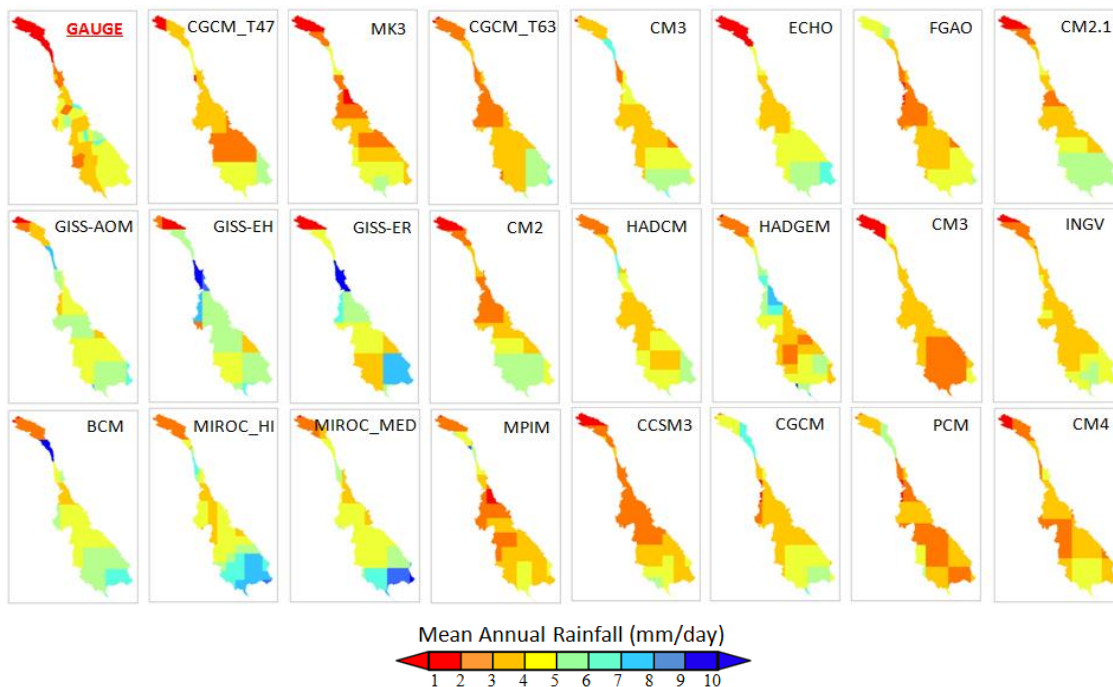 GAUGE
CGCM_T47
MK3
CGCM_T63
CM3
ECHO
FGAO
CM2.1
GISS-AOM
GISS-EH
GISS-ER
CM2
HADCM
HADGEM
CM3
INGV
BCM
MIROC_HI
MIROC_MED
MPIM
CCSM3
CGCM
PCM
CM4
Mean Annual Rainfall (mm/day)
1 2 3 4 5 6 7 8 9 10